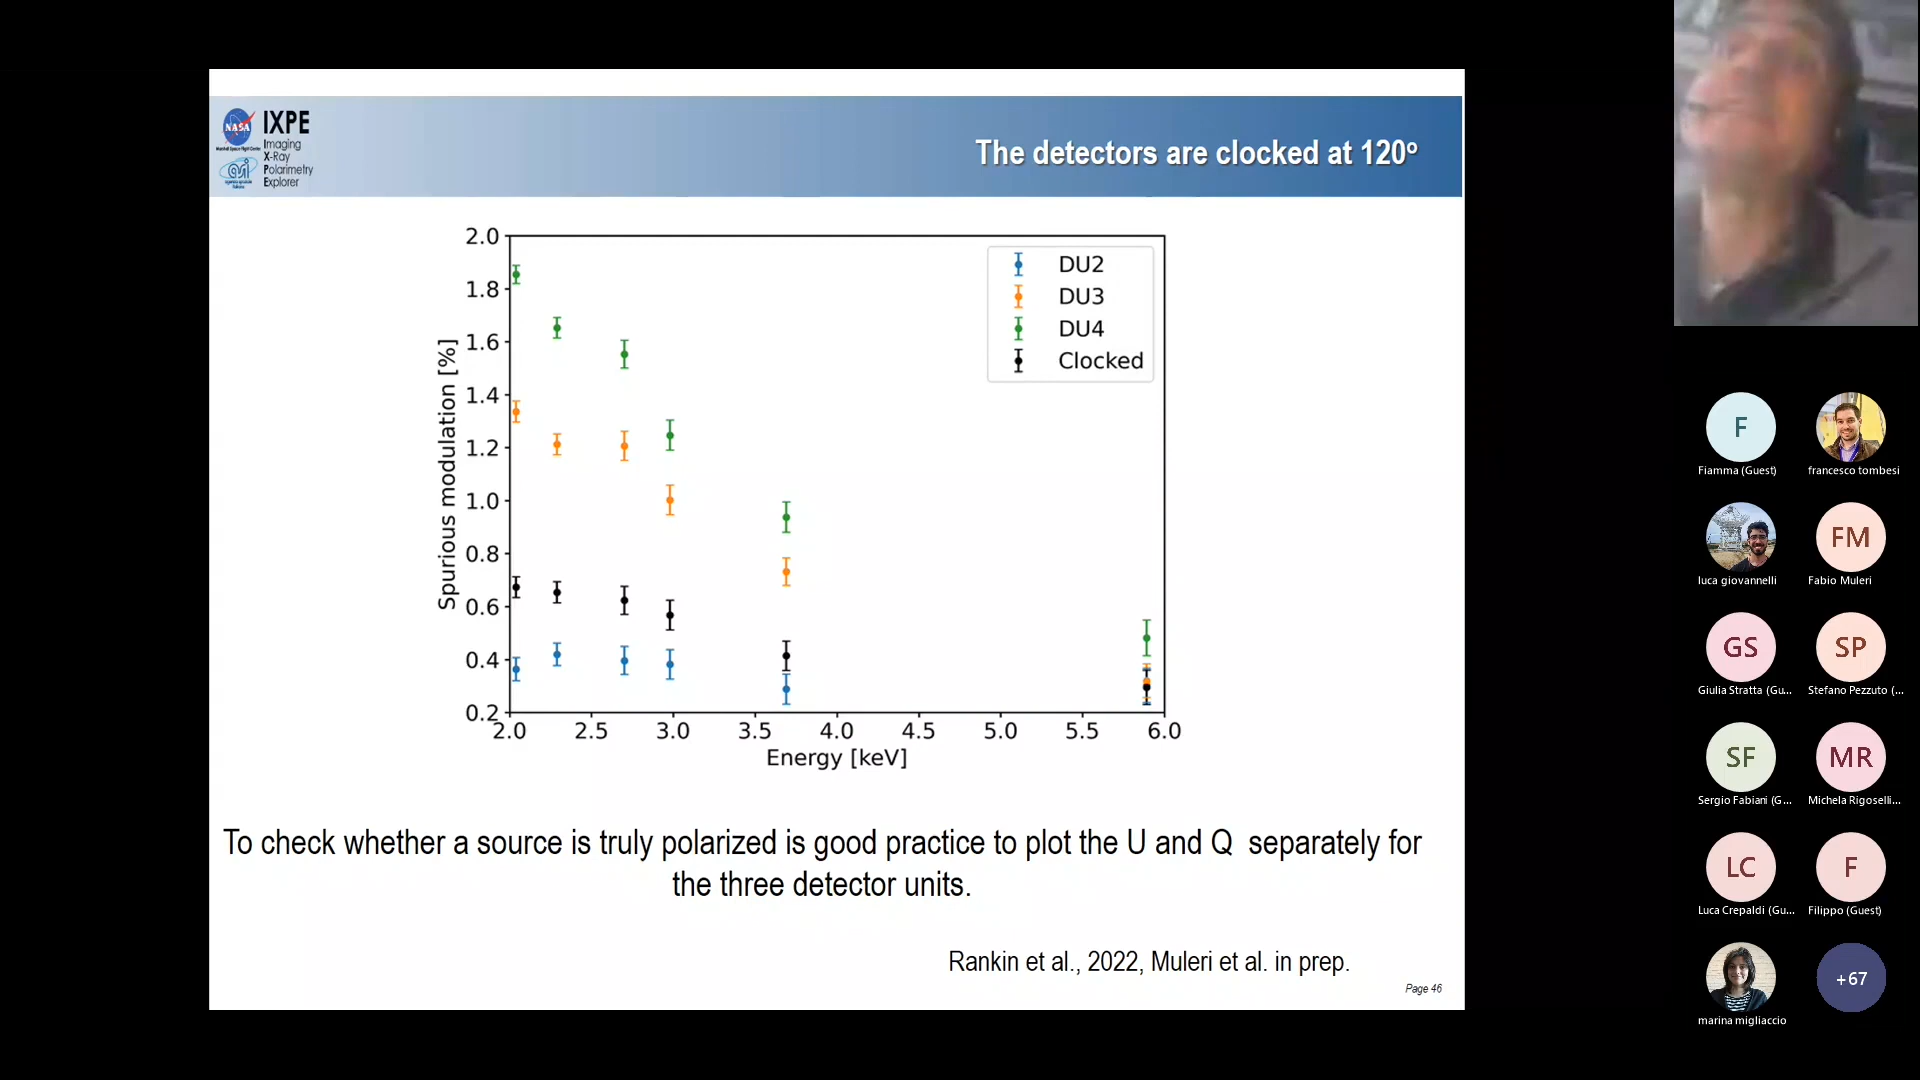 NASA
IXPE
Imaging
X-Ray
Polarimetry
Explorer
asi
The detectors are clocked at 120º
2.0
1.8
1.6
1.4
1.2
1.0
0.8
0.6
0.4
0.2
Spurious modulation [%]
DU2
DU3
DU4
Clocked
2.0 2.5 3.0 3.5 4.0 4.5 5.0 5.5 6.0
Energy [keV]
To check whether a source is truly polarized is good practice to plot the U and Q separately for
the three detector units.
Rankin et al., 2022, Muleri et al. in prep.
Page 46
F
Fiamma (Guest)
francesco tombesi
luca giovannelli
FM
Fabio Muleri
GS
Giulia Stratta (Gu...
SP
Stefano Pezzuto (...
SF
Sergio Fabiani (G...
MR
Michela Rigoselli...
LC
Luca Crepaldi (Gu...
F
Filippo (Guest)
marina migliaccio
+67